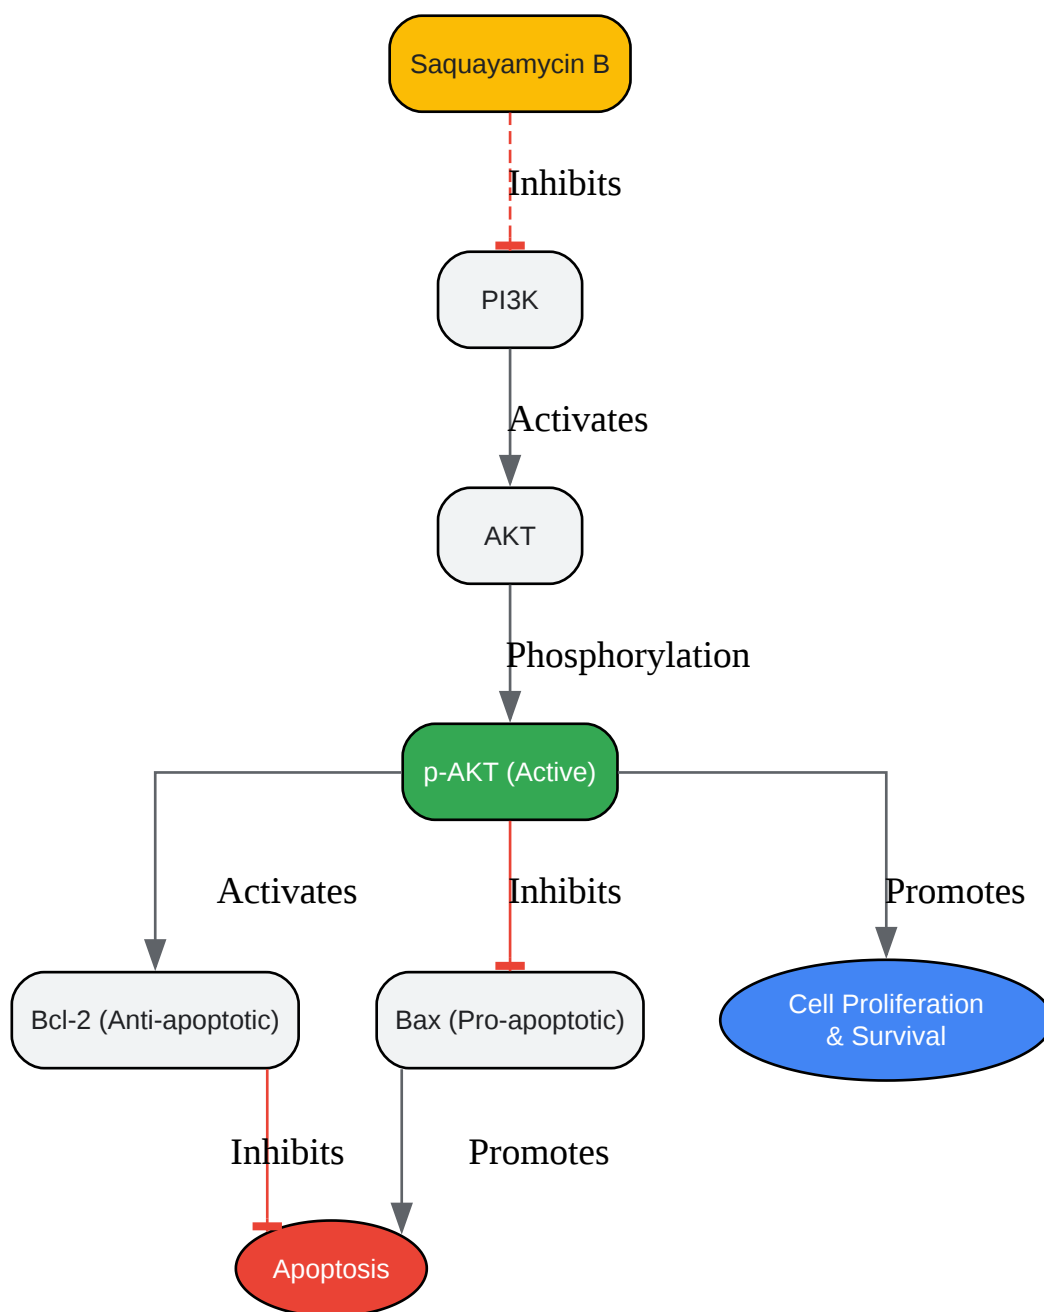 Saquayamycin B
Inhibits
PI3K
Activates
AKT
Phosphorylation
p-AKT (Active)
Activates
Inhibits
Promotes
Bcl-2 (Anti-apoptotic)
Bax (Pro-apoptotic)
Cell Proliferation
& Survival
Inhibits
Promotes
Apoptosis